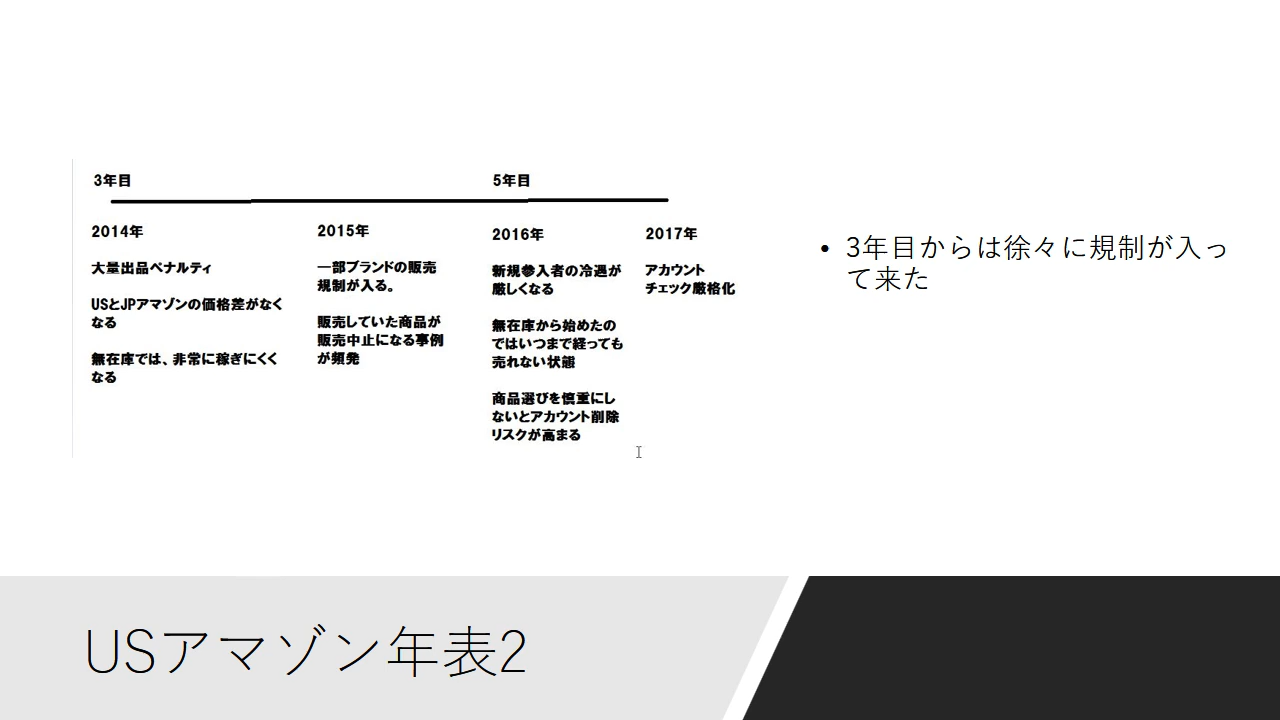 3年目
5年目
2014年
大量出品ペナルティ
USとJPアマゾンの価格差がなく
なる
無在庫では、非常に稼ぎにくく
なる
2015年
一部ブランドの販売
規制が入る。
販売していた商品が
販売中止になる事例
が頻発
2016年
新規参入者の冷遇が
厳しくなる
無在庫から始めたの
ではいつまで経っても
売れない状態
商品選びを慎重にし
ないとアカウント削除
リスクが高まる
2017年
アカウント
チェック厳格化
• 3年目からは徐々に規制が入っ
て来た
USアマゾン年表2